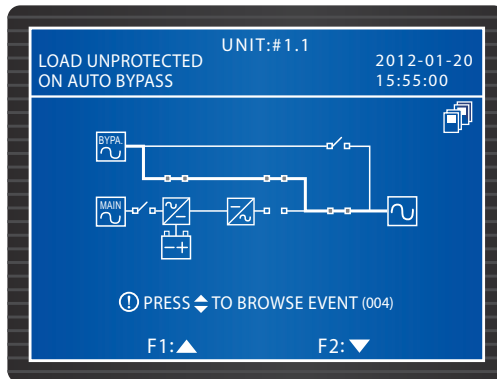 UNIT:#1.1
LOAD UNPROTECTED
2012-01-20
ON AUTO BYPASS
15:55:00
BYPA.
MAIN
PRESS TO BROWSE EVENT (004)
F1:
F2: